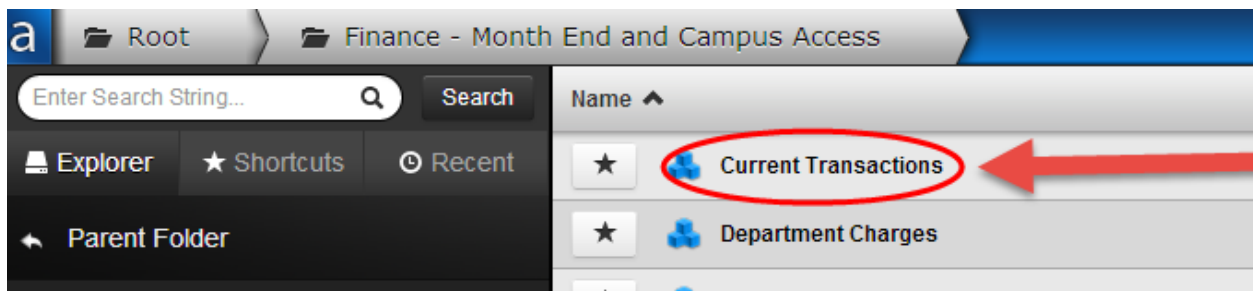 a Root Finance - Month End and Campus Access
Enter Search String... Search
Explorer Shortcuts Recent
Parent Folder
Name
Current Transactions
Department Charges